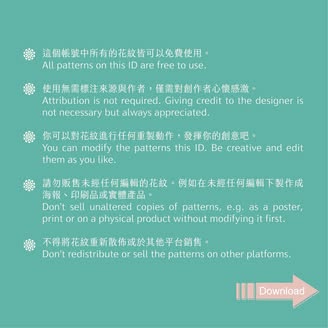 這個帳號中所有的花紋皆可以免費使用。
All patterns on this ID are free to use.
使用無需標注來源與作者，僅需對創作者心懷感激。
Attribution is not required. Giving credit to the designer is
not necessary but always appreciated.
你可以對花紋進行任何重製動作，發揮你的創意吧。
You can modify the patterns this ID. Be creative and edit
them as you like.
請勿販售未經任何編輯的花紋。例如在未經任何編輯下製作成
海報、印刷品或實體產品。
Don't sell unaltered copies of patterns, e.g. as a poster,
print or on a physical product without modifying it first.
不得將花紋重新散佈或於其他平台銷售。
Don't redistribute or sell the patterns on other platforms.
Download